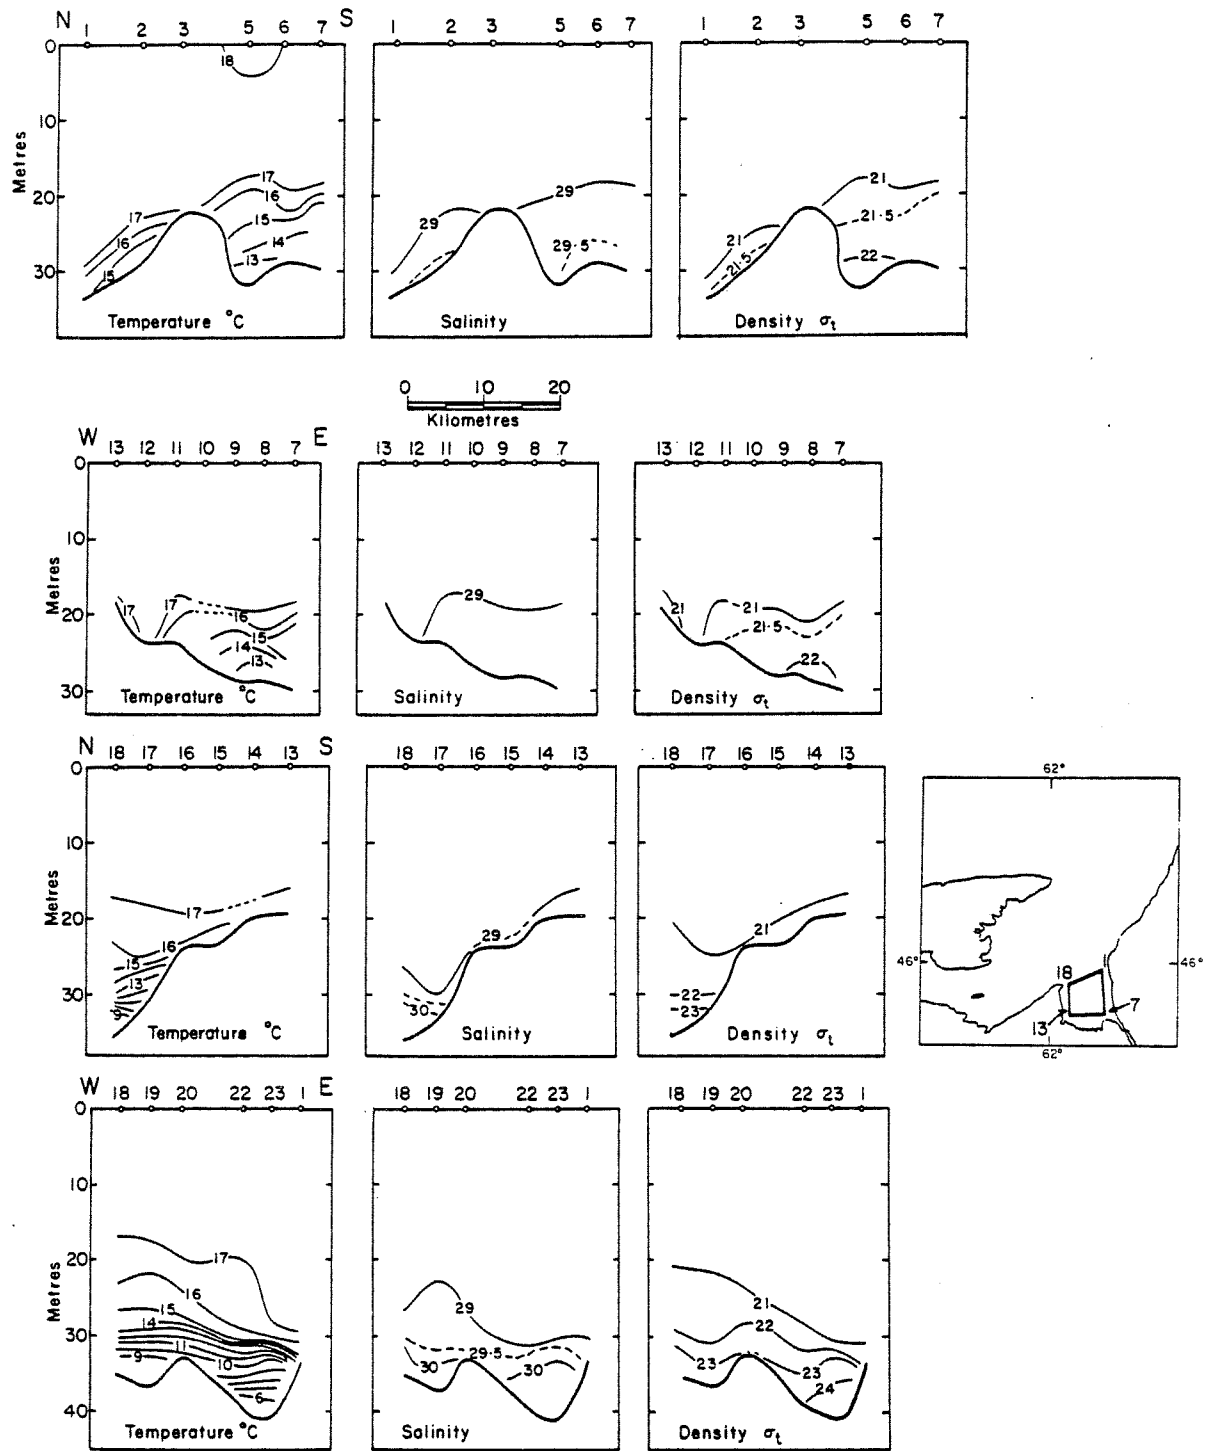 N 1 2 3 5 6 7 S
1 2 3 5 6 7
1 2 3 5 6 7
Metres
0
10
20
30
18
17
16
15
14
13
17
16
15
Temperature °C
29
29
29·5
Salinity
21
21·5
22
21
21·5
Density σt
0 10 20
Kilometres
W 13 12 11 10 9 8 7 E
13 12 11 10 9 8 7
13 12 11 10 9 8 7
Metres
0
10
20
30
17
17
16
15
14
13
Temperature °C
29
Salinity
21
21
21·5
22
Density σt
N 18 17 16 15 14 13 S
18 17 16 15 14 13
18 17 16 15 14 13
Metres
0
10
20
30
17
16
15
13
9
Temperature °C
29
30
Salinity
21
22
23
Density σt
62°
46°
46°
18
13
7
62°
W 18 19 20 22 23 1 E
18 19 20 22 23 1
18 19 20 22 23 1
Metres
0
10
20
30
40
17
16
15
14
11
10
9
6
Temperature °C
29
29·5
30
30
Salinity
21
22
23
23
24
Density σt